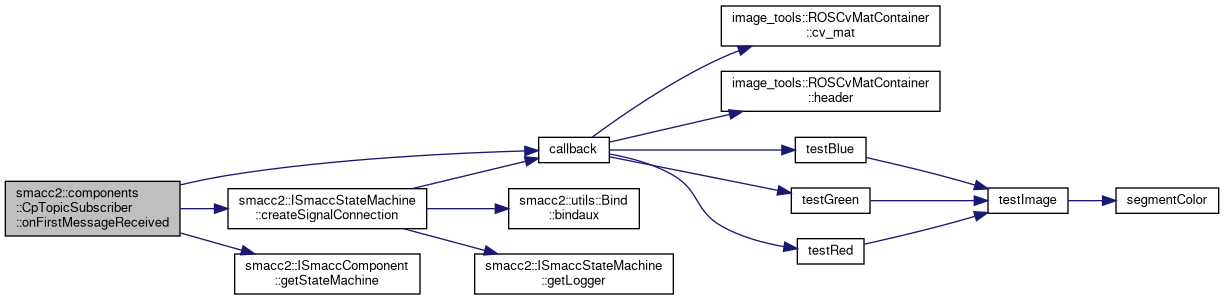 smacc2::components
::CpTopicSubscriber
::onFirstMessageReceived
smacc2::ISmaccStateMachine
::createSignalConnection
smacc2::ISmaccComponent
::getStateMachine
callback
smacc2::utils::Bind
::bindaux
smacc2::ISmaccStateMachine
::getLogger
image_tools::ROSCvMatContainer
::cv_mat
image_tools::ROSCvMatContainer
::header
testBlue
testGreen
testRed
testImage
segmentColor